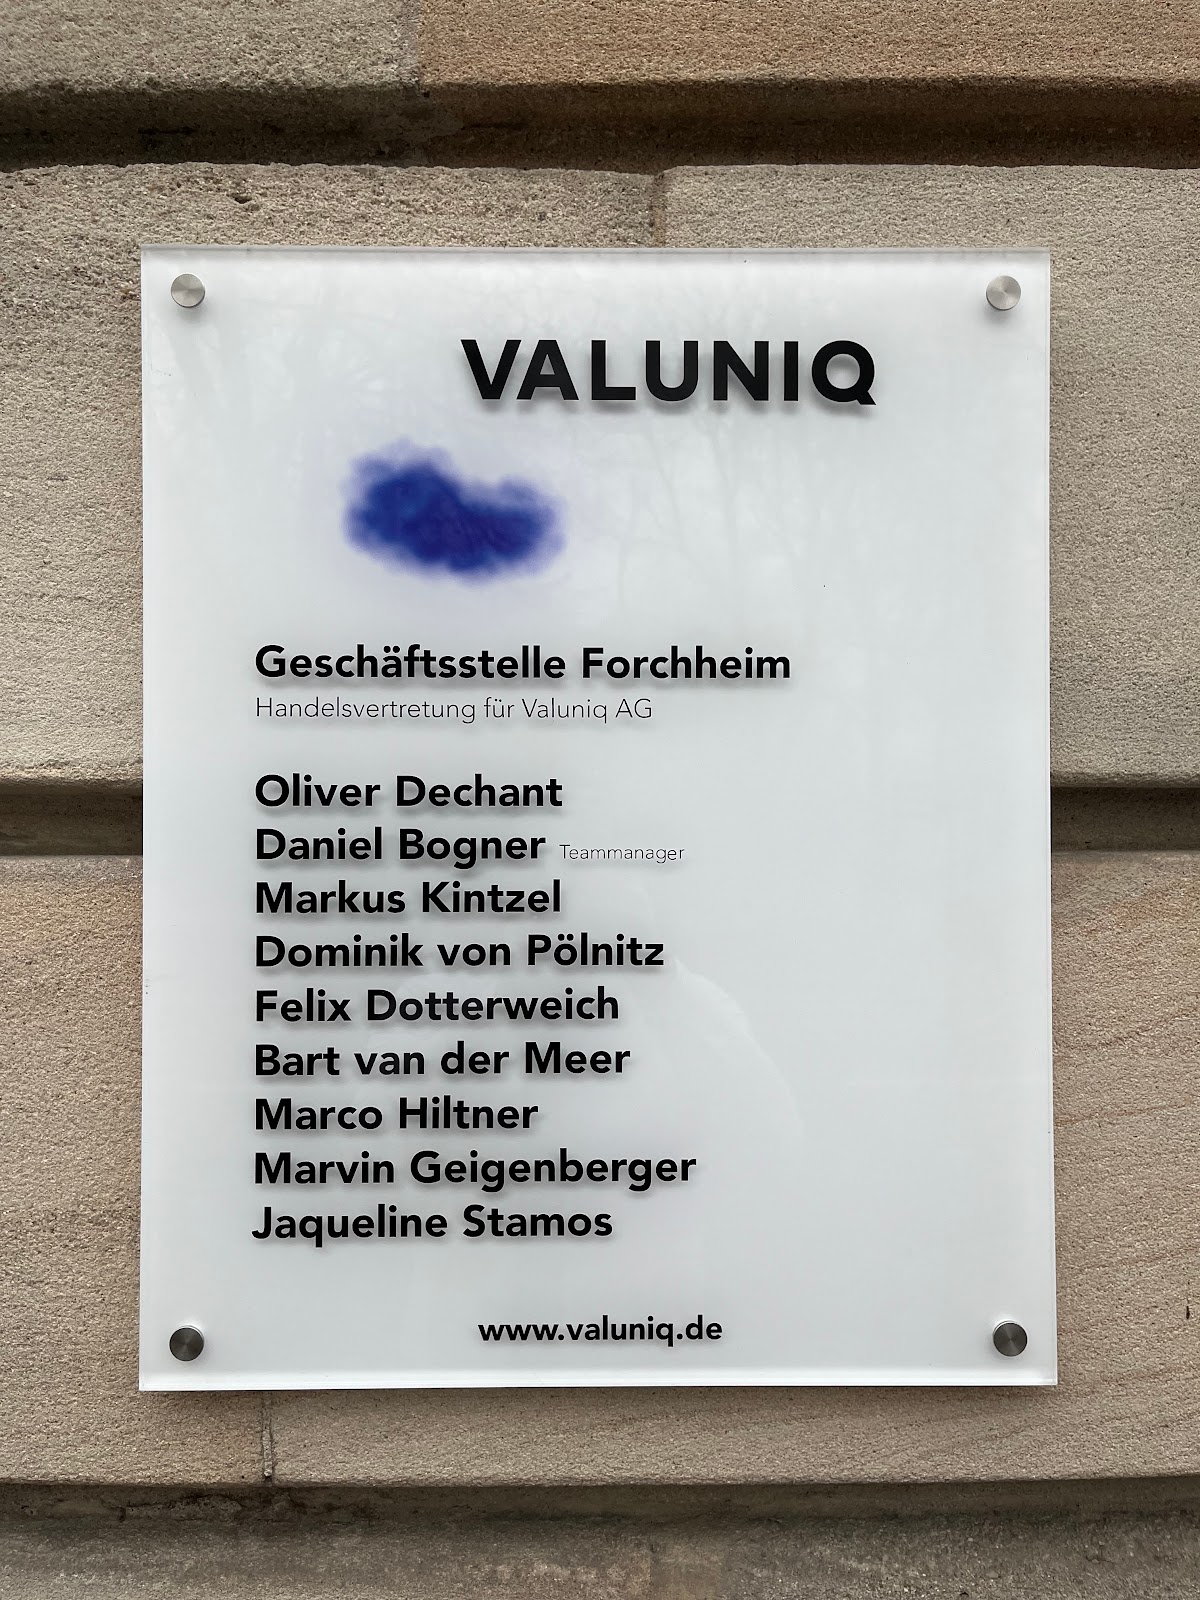 VALUNIQ
Geschäftsstelle Forchheim
Handelsvertretung für Valuniq AG
Oliver Dechant
Daniel Bogner Teammanager
Markus Kintzel
Dominik von Pölnitz
Felix Dotterweich
Bart van der Meer
Marco Hiltner
Marvin Geigenberger
Jaqueline Stamos
www.valuniq.de